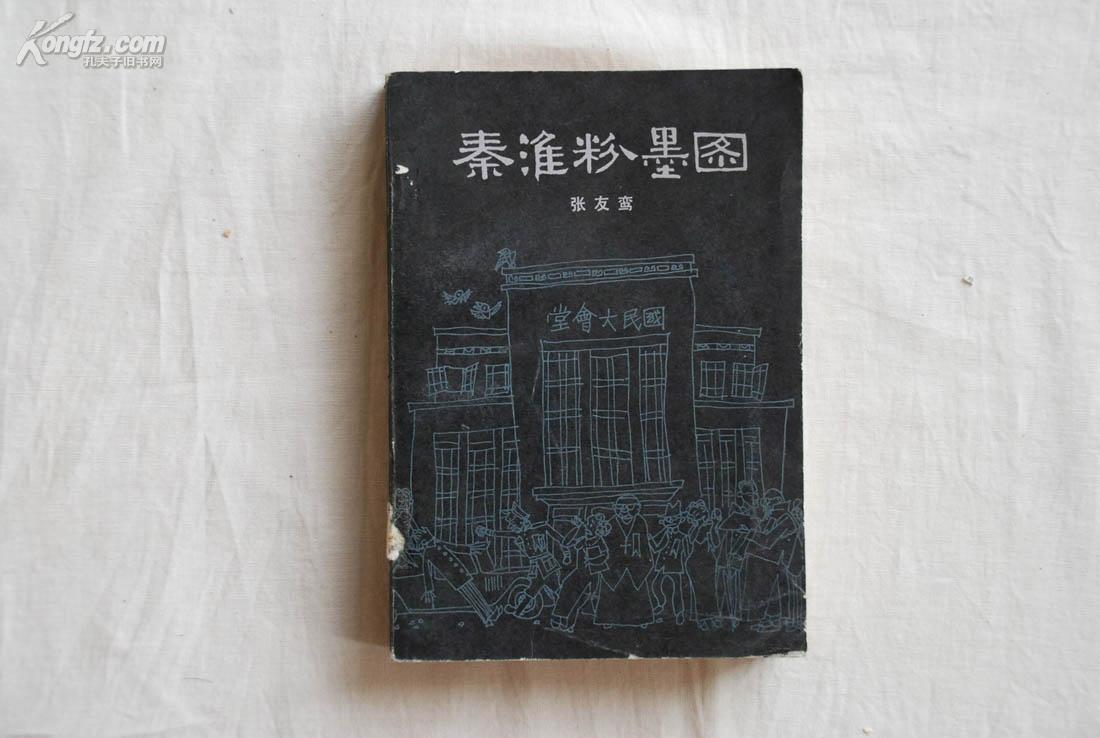 Kongfz.com
孔夫子旧书网
秦淮粉墨图
张友鸾
堂會大民國